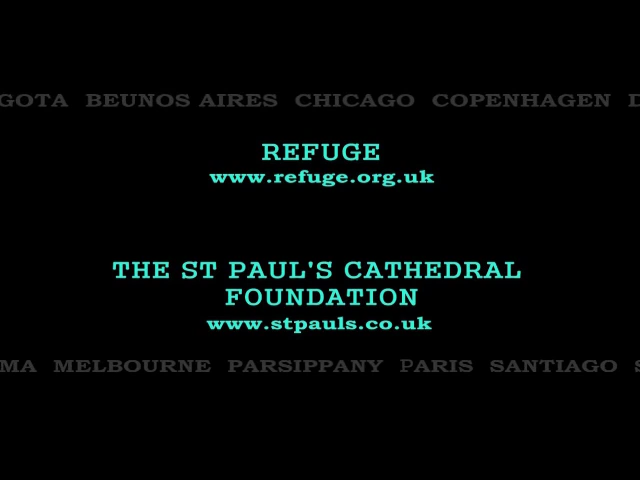 GOTA BEUNOS AIRES CHICAGO COPENHAGEN D
REFUGE
www.refuge.org.uk
THE ST PAUL'S CATHEDRAL
FOUNDATION
www.stpauls.co.uk
MA MELBOURNE PARSIPPANY PARIS SANTIAGO S